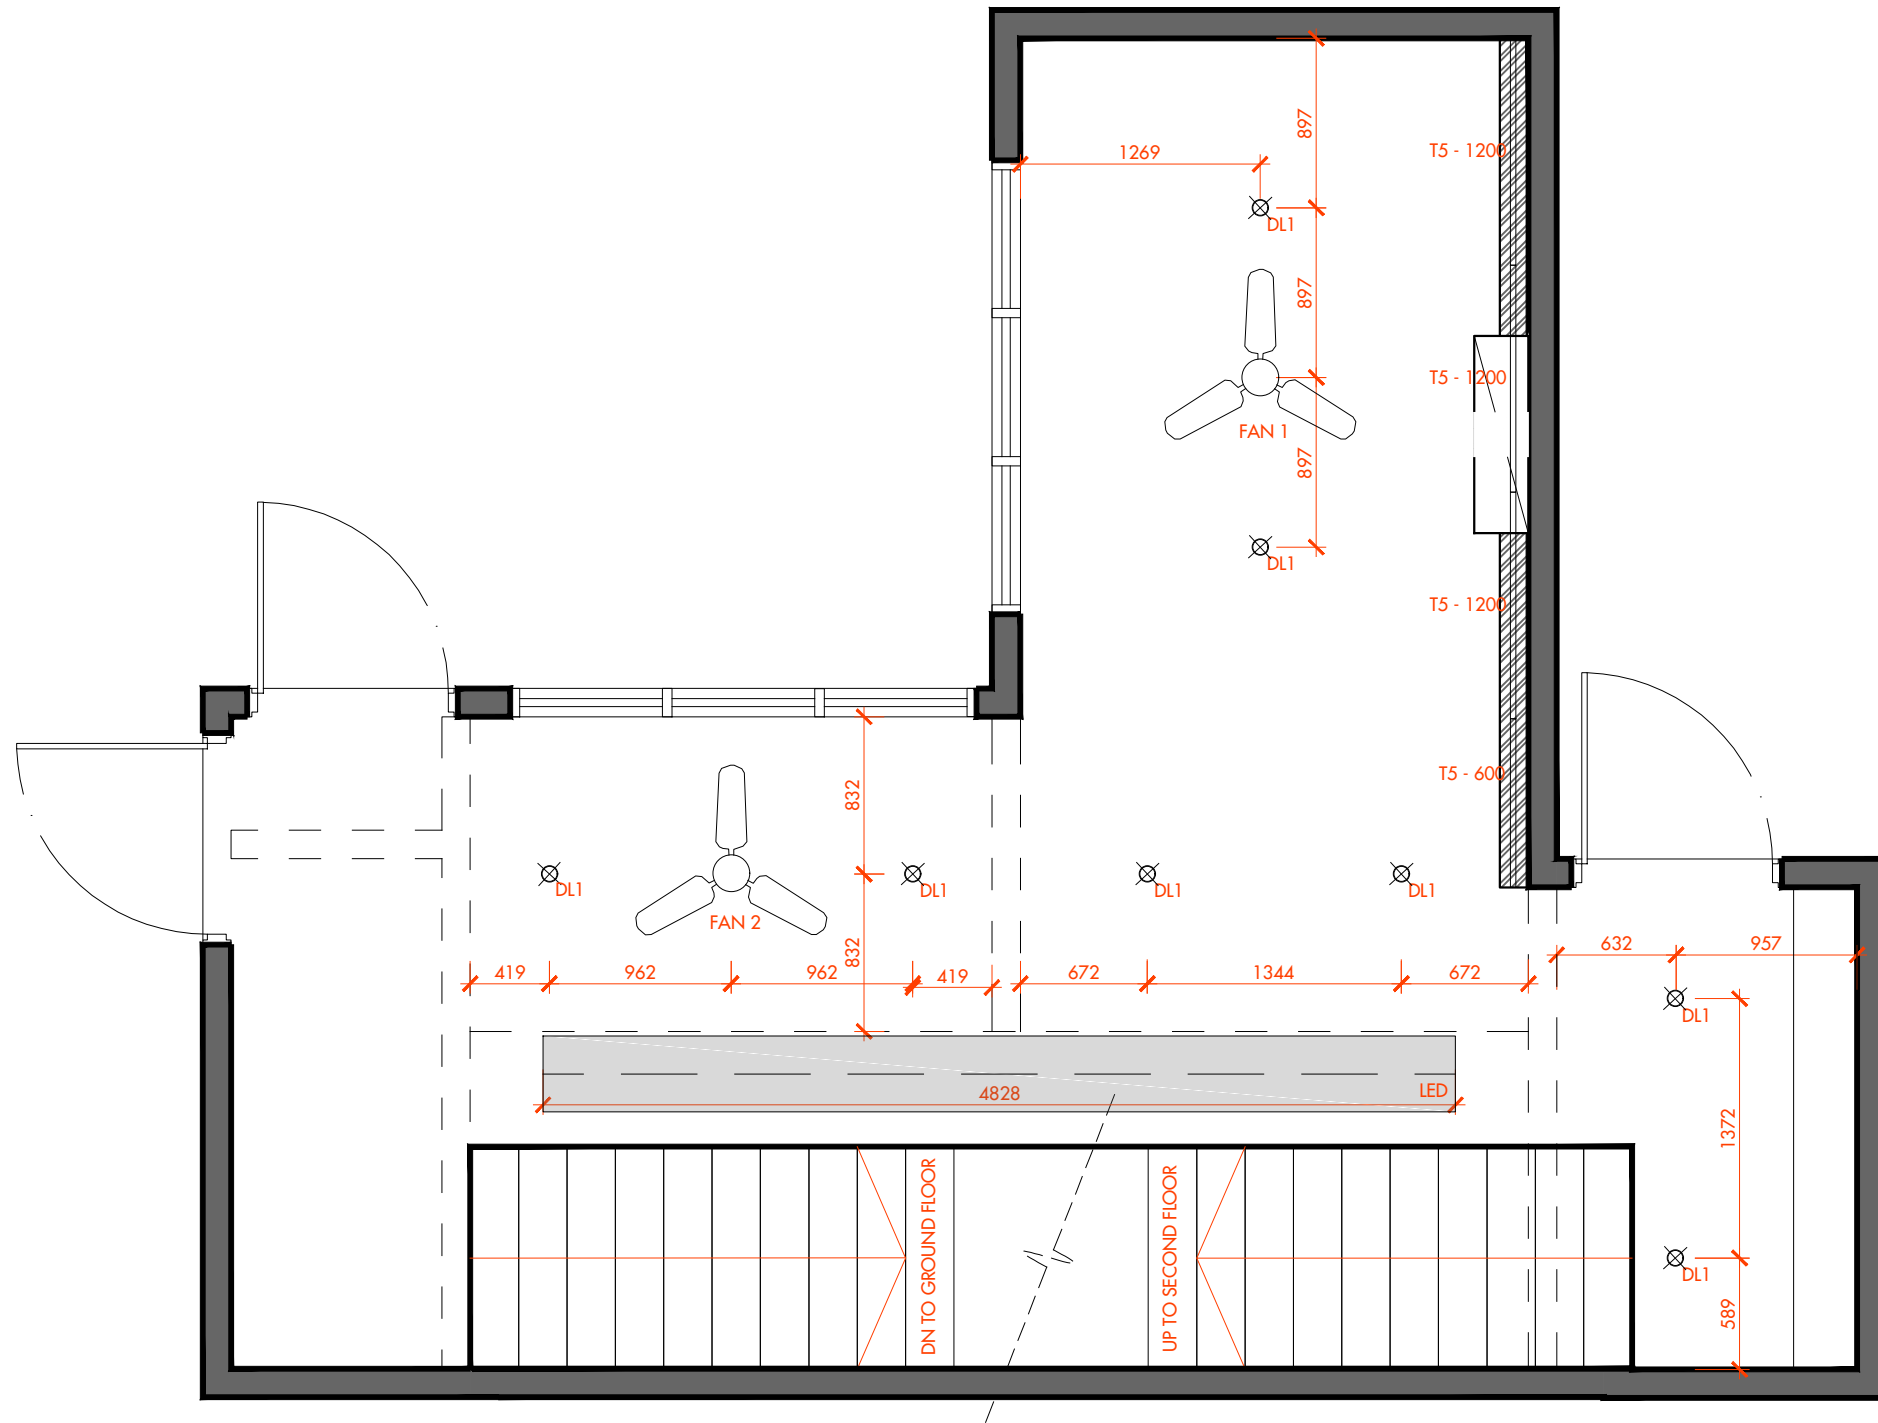 897
T5 - 1200
1269
DL1
897
T5 - 1200
FAN 1
897
DL1
T5 - 1200
T5 - 600
832
DL1
DL1
DL1
DL1
FAN 2
832
632
957
419
962
962
419
672
1344
672
DL1
4828
LED
1372
DN TO GROUND FLOOR
UP TO SECOND FLOOR
DL1
589